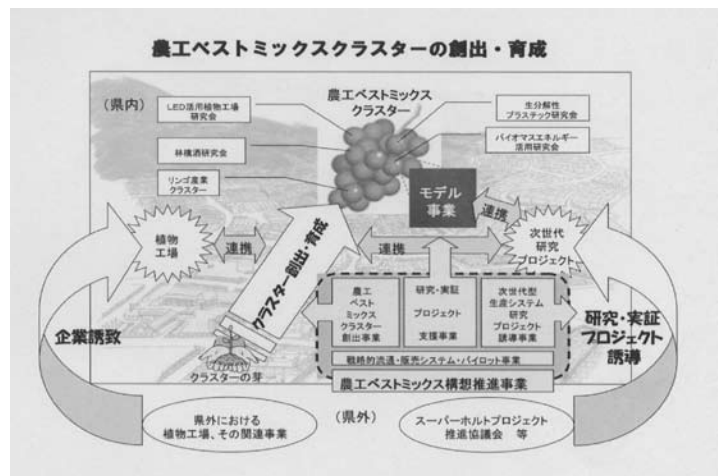 農工ベストミックスクラスターの創出・育成
(県内)
LED活用植物工場
研究会
林檎酒研究会
リンゴ産業
クラスター
農工ベストミックス
クラスター
生分解性
プラスチック研究会
バイオマスエネルギー
活用研究会
モデル
事業
植物
工場
連携
クラスター創出・育成
連携
連携
次世代
研究
プロジェクト
企業誘致
農工
ベスト
ミックス
クラスター
創出事業
研究・実証
プロジェクト
支援事業
次世代型
生産システム
研究
プロジェクト
誘導事業
研究・実証
プロジェクト
誘導
戦略的流通・販売システム・パイロット事業
農工ベストミックス構想推進事業
クラスターの芽
県外における
植物工場、その関連事業
(県外)
スーパーホルトプロジェクト
推進協議会 等